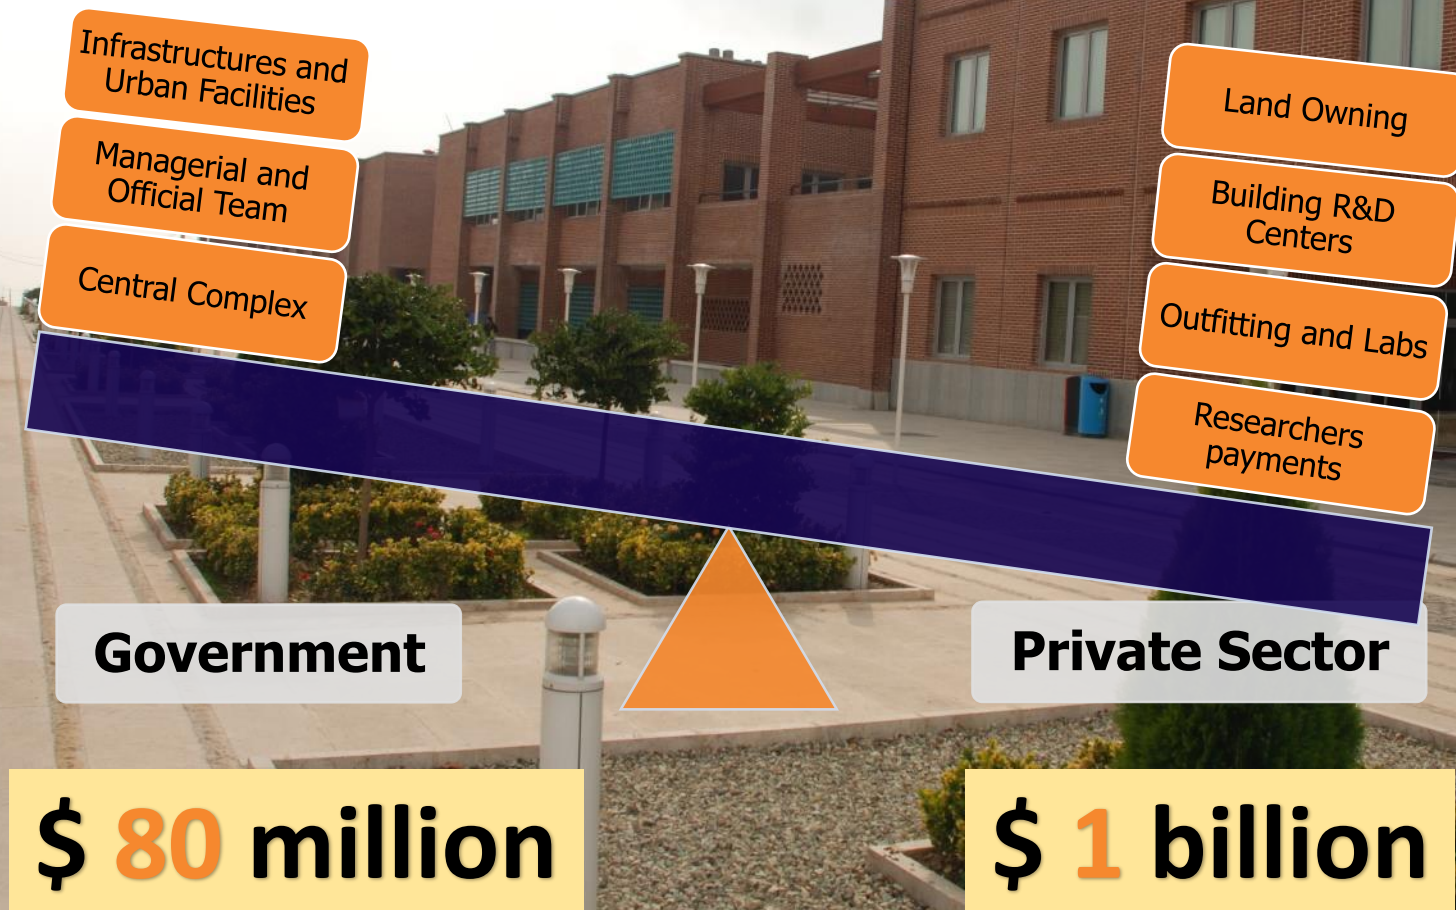 Infrastructures and
Urban Facilities
Managerial and
Official Team
Central Complex
Land Owning
Building R&D
Centers
Outfitting and Labs
Researchers
payments
Government
Private Sector
$ 80 million
$ 1 billion